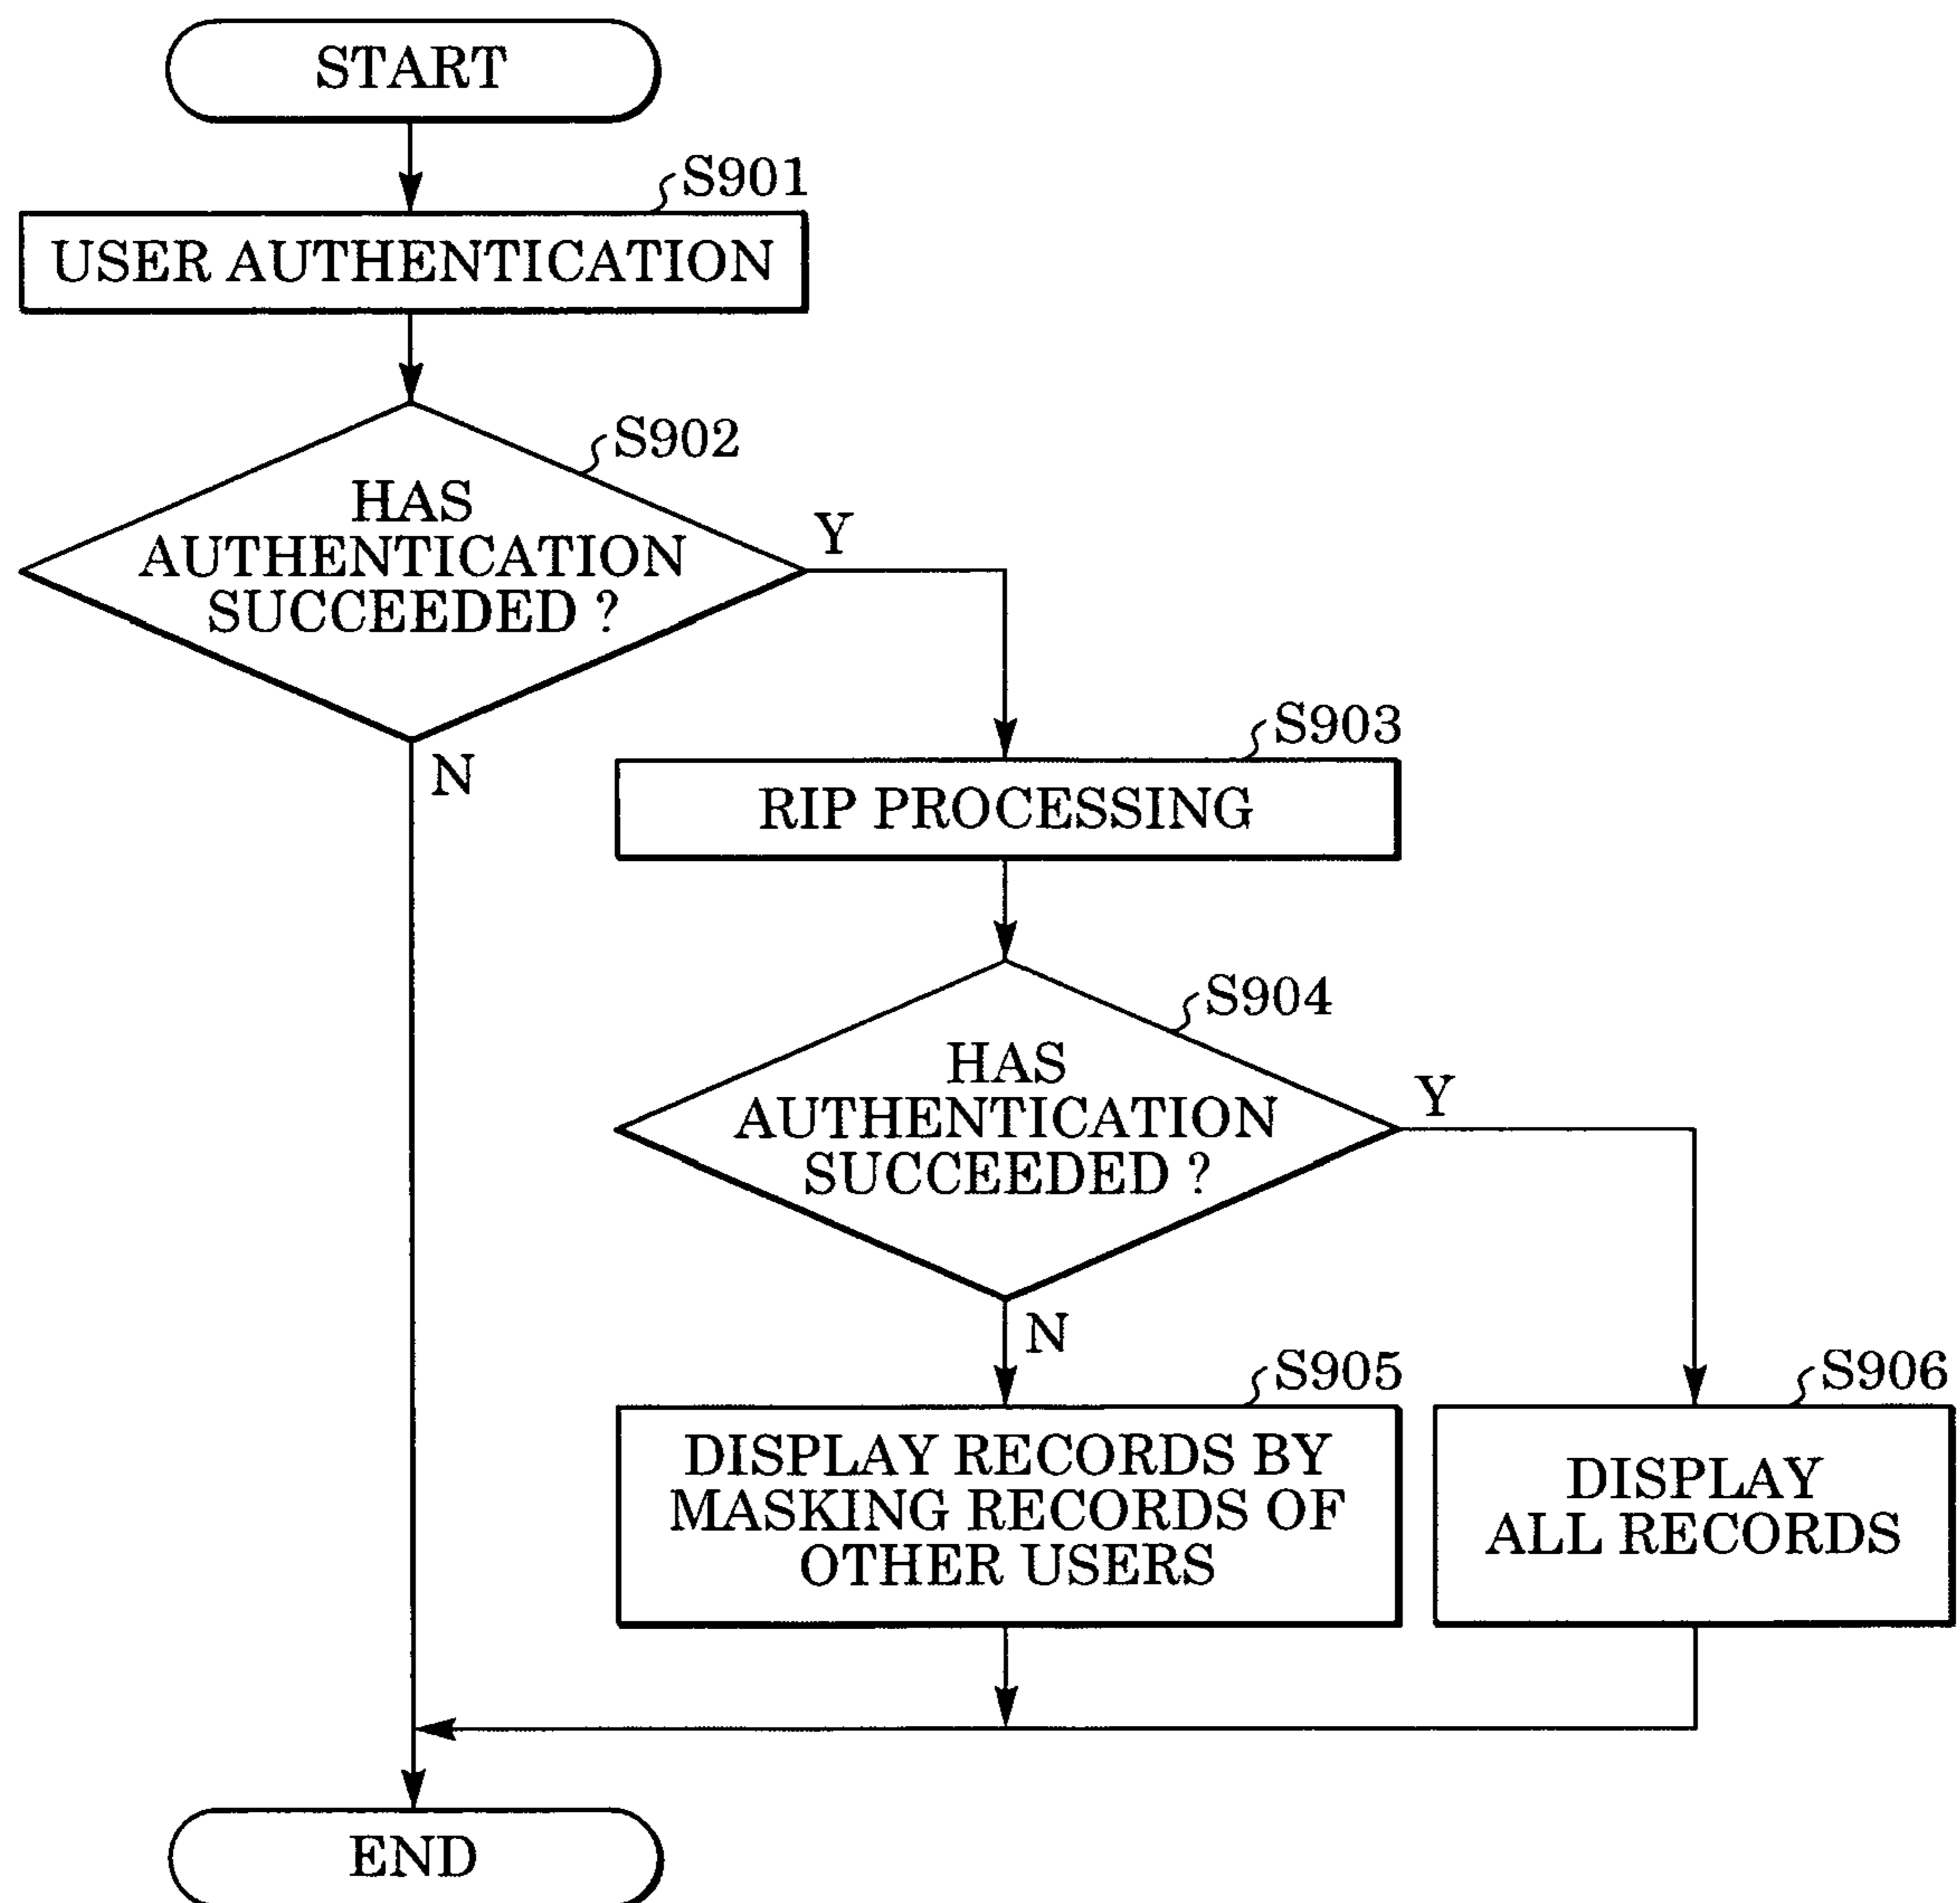 START
S901
USER AUTHENTICATION
S902
HAS
AUTHENTICATION
SUCCEEDED ?
Y
N
S903
RIP PROCESSING
S904
HAS
AUTHENTICATION
SUCCEEDED ?
Y
N
S905
DISPLAY RECORDS BY
MASKING RECORDS OF
OTHER USERS
S906
DISPLAY
ALL RECORDS
END